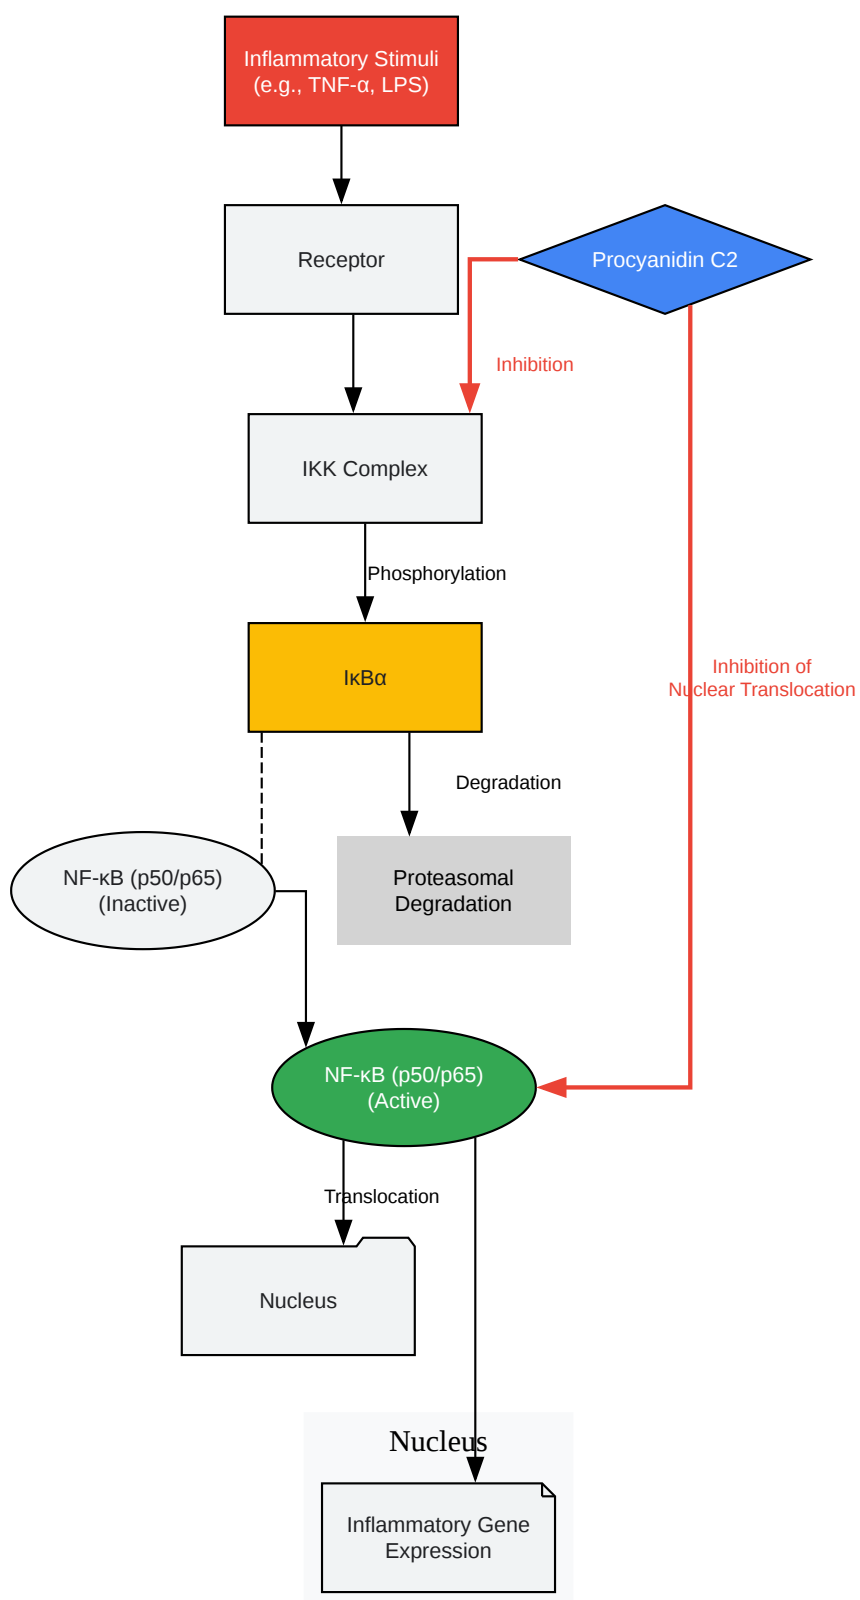 Inflammatory Stimuli
(e.g., TNF-α, LPS)
Receptor
Procyanidin C2
Inhibition
IKK Complex
Phosphorylation
IκBα
Inhibition of
Nuclear Translocation
Degradation
NF-κB (p50/p65)
(Inactive)
Proteasomal
Degradation
NF-κB (p50/p65)
(Active)
Translocation
Nucleus
Nucleus
Inflammatory Gene
Expression